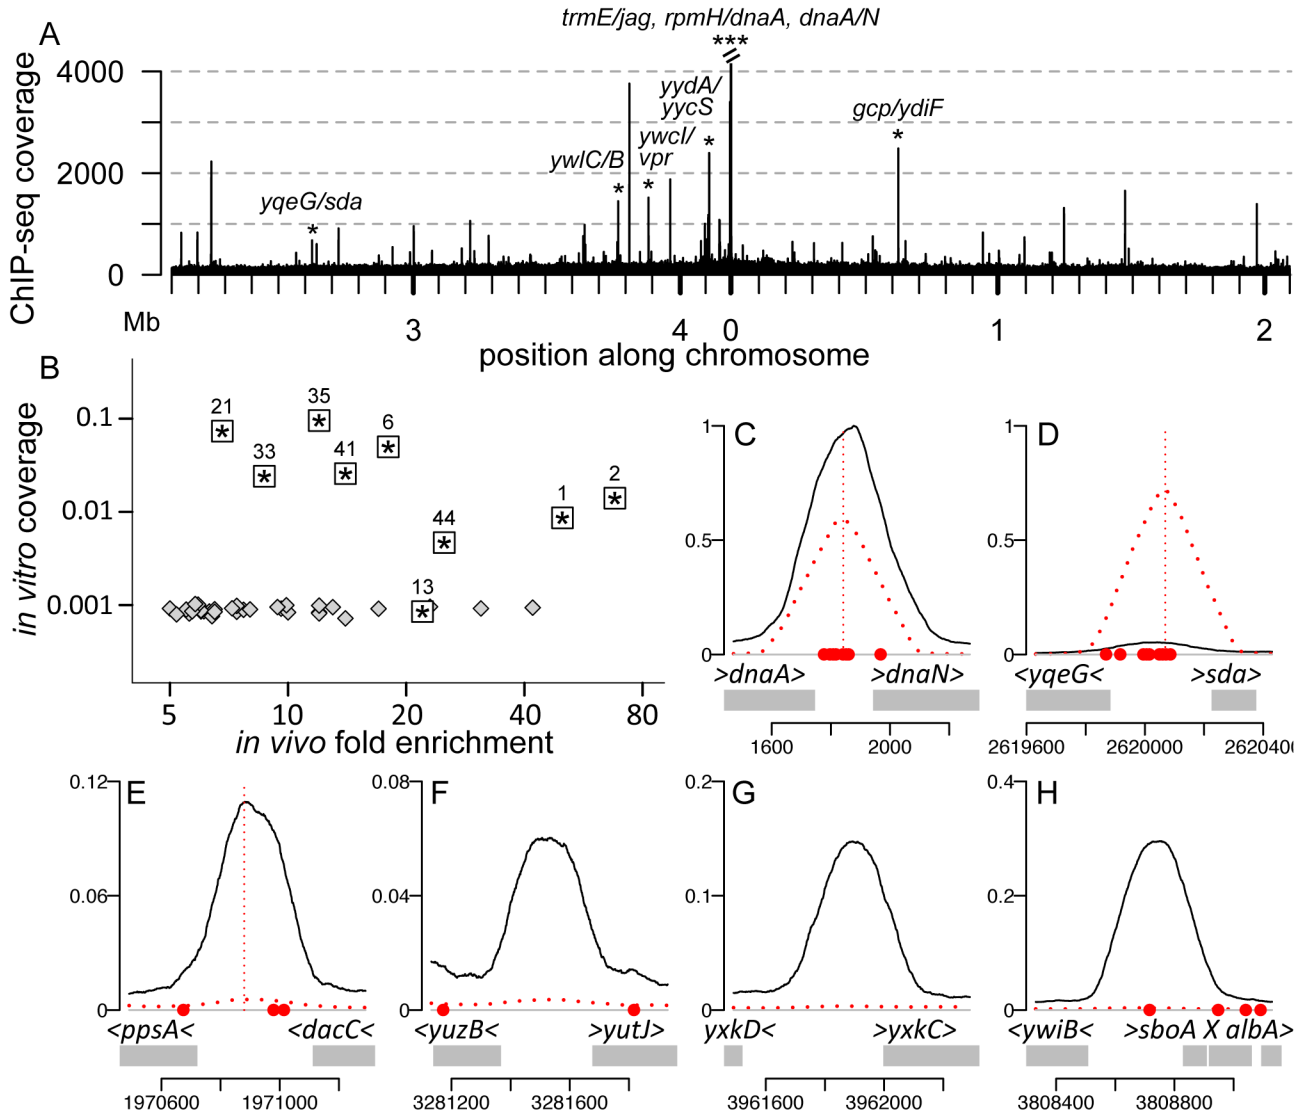 A
trmE/jag, rpmH/dnaA, dnaA/N
***
ChIP-seq coverage
4000
2000
0
yqeG/sda
*
ywlC/B
*
ywcI/
vpr
*
yydA/
yycS
*
gcp/ydiF
*
Mb
3 4 0 1 2
position along chromosome
B
in vitro coverage
0.1
0.01
0.001
21
*
33
*
35
*
41
*
6
*
44
*
13
*
1
*
2
*
5 10 20 40 80
in vivo fold enrichment
C
1
0.5
0
>dnaA> >dnaN>
1600 2000
D
1
0.5
0
<yqeG< >sda>
2619600 2620000 262040
E
0.12
0.06
0
<ppsA< <dacC<
1970600 1971000
F
0.08
0.04
0
<yuzB< >yutJ>
3281200 3281600
G
0.2
0.1
0
yxkD< >yxkC>
3961600 3962000
H
0.4
0.2
0
<ywiB< >sboA X albA>
3808400 3808800